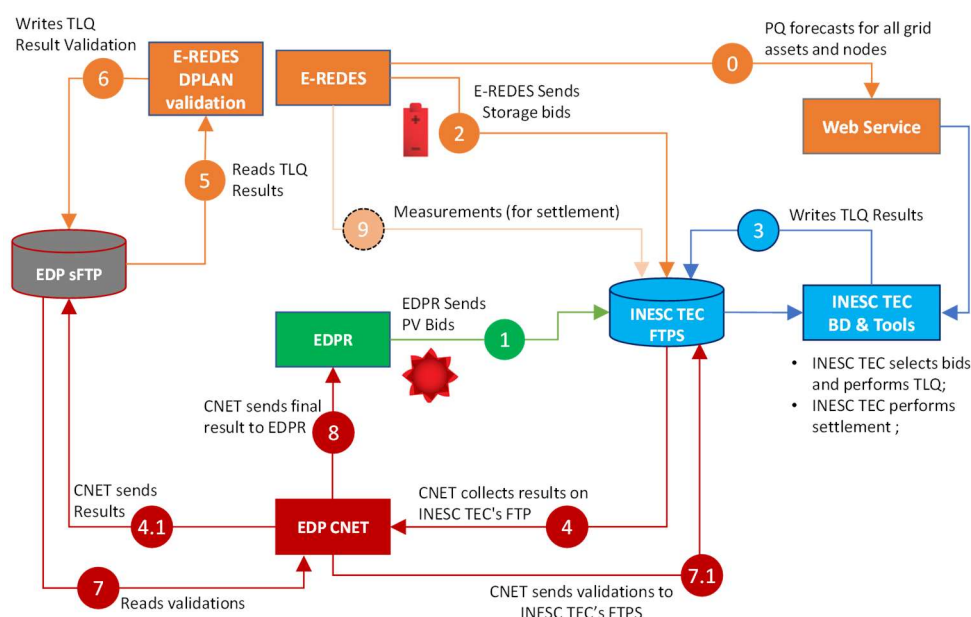 Writes TLQ
Result Validation
6
E-REDES
DPLAN
validation
E-REDES
PQ forecasts for all grid
assets and nodes
0
E-REDES Sends
Storage bids
2
Web Service
5
Reads TLQ
Results
Measurements (for settlement)
9
Writes TLQ Results
3
EDP sFTP
EDPR Sends
PV Bids
1
EDPR
INESC TEC
FTPS
INESC TEC
BD & Tools
• INESC TEC selects bids
and performs TLQ;
• INESC TEC performs
settlement ;
CNET sends final
result to EDPR
8
CNET sends
Results
4.1
EDP CNET
CNET collects results on
INESC TEC's FTP
4
7
Reads validations
7.1
CNET sends validations to
INESC TEC’s FTPS